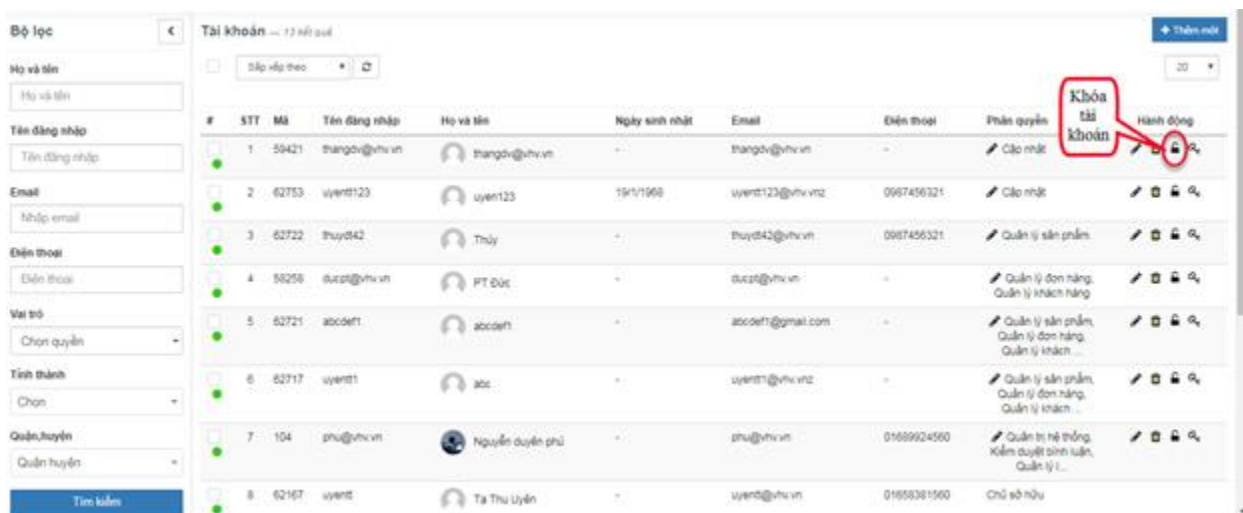 Bộ lọc
Họ và tên
Họ và tên
Tên đăng nhập
Tên đăng nhập
Email
Nhập email
Điện thoại
Điện thoại
Vai trò
Chọn quyền
Tỉnh thành
Chọn
Quận,huyện
Quận huyện
Tìm kiếm
Tài khoản — 13 kết quả
+ Thêm mới
Sắp xếp theo
20
Khóa
tài
khoản
# STT Mã Tên đăng nhập Họ và tên Ngày sinh nhật Email Điện thoại Phân quyền Hành động
1 59421 thangdv@vhv.vn thangdv@vhv.vn - thangdv@vhv.vn - Cập nhật
2 62753 uyentt123 uyen123 19/1/1968 uyentt123@vhv.vnz 0987456321 Cập nhật
3 62722 thuydt42 Thúy - thuydt42@vhv.vn 0987456321 Quản lý sản phẩm
4 58258 ducpt@vhv.vn PT Đức - ducpt@vhv.vn - Quản lý đơn hàng,
Quản lý khách hàng
5 62721 abcdef1 abcdef1 - abcdef1@gmail.com - Quản lý sản phẩm,
Quản lý đơn hàng,
Quản lý khách ...
6 62717 uyentt1 abc - uyentt1@vhv.vnz - Quản lý sản phẩm,
Quản lý đơn hàng,
Quản lý khách ...
7 104 phu@vhv.vn Nguyễn duyên phú - phu@vhv.vn 01689924560 Quản trị hệ thống,
Kiểm duyệt bình luận,
Quản lý l...
8 62167 uyentt Ta Thu Uyên - uyentt@vhv.vn 01658381560 Chủ sở hữu